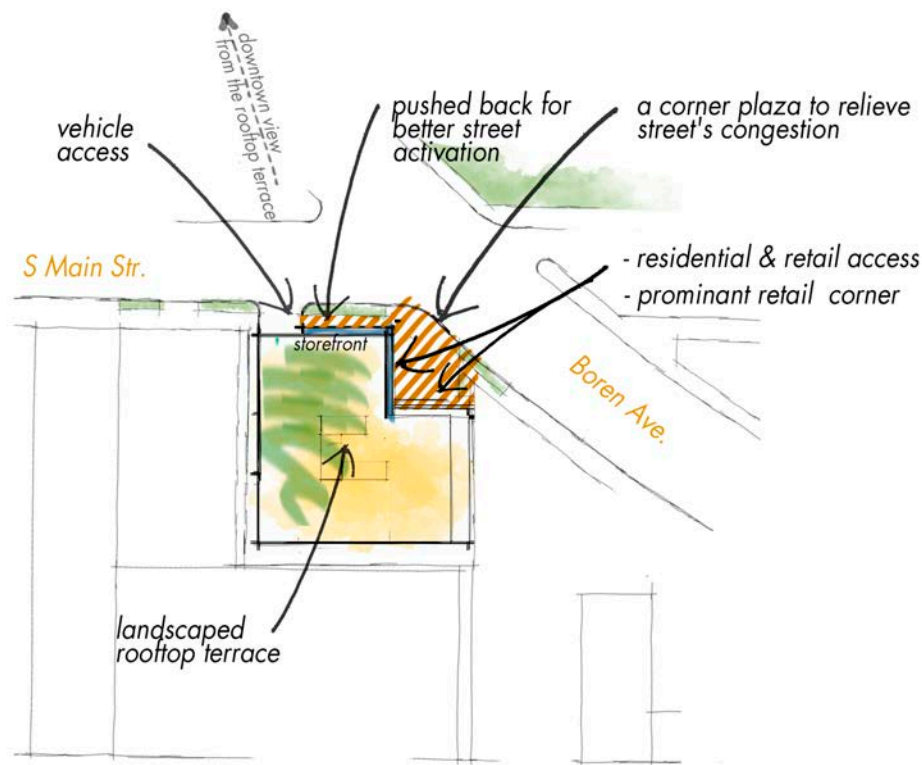 downtown view
from the rooftop terrace
vehicle
access
pushed back for
better street
activation
a corner plaza to relieve
street's congestion
S Main Str.
- residential & retail access
- prominant retail  corner
storefront
Boren Ave.
landscaped
rooftop terrace